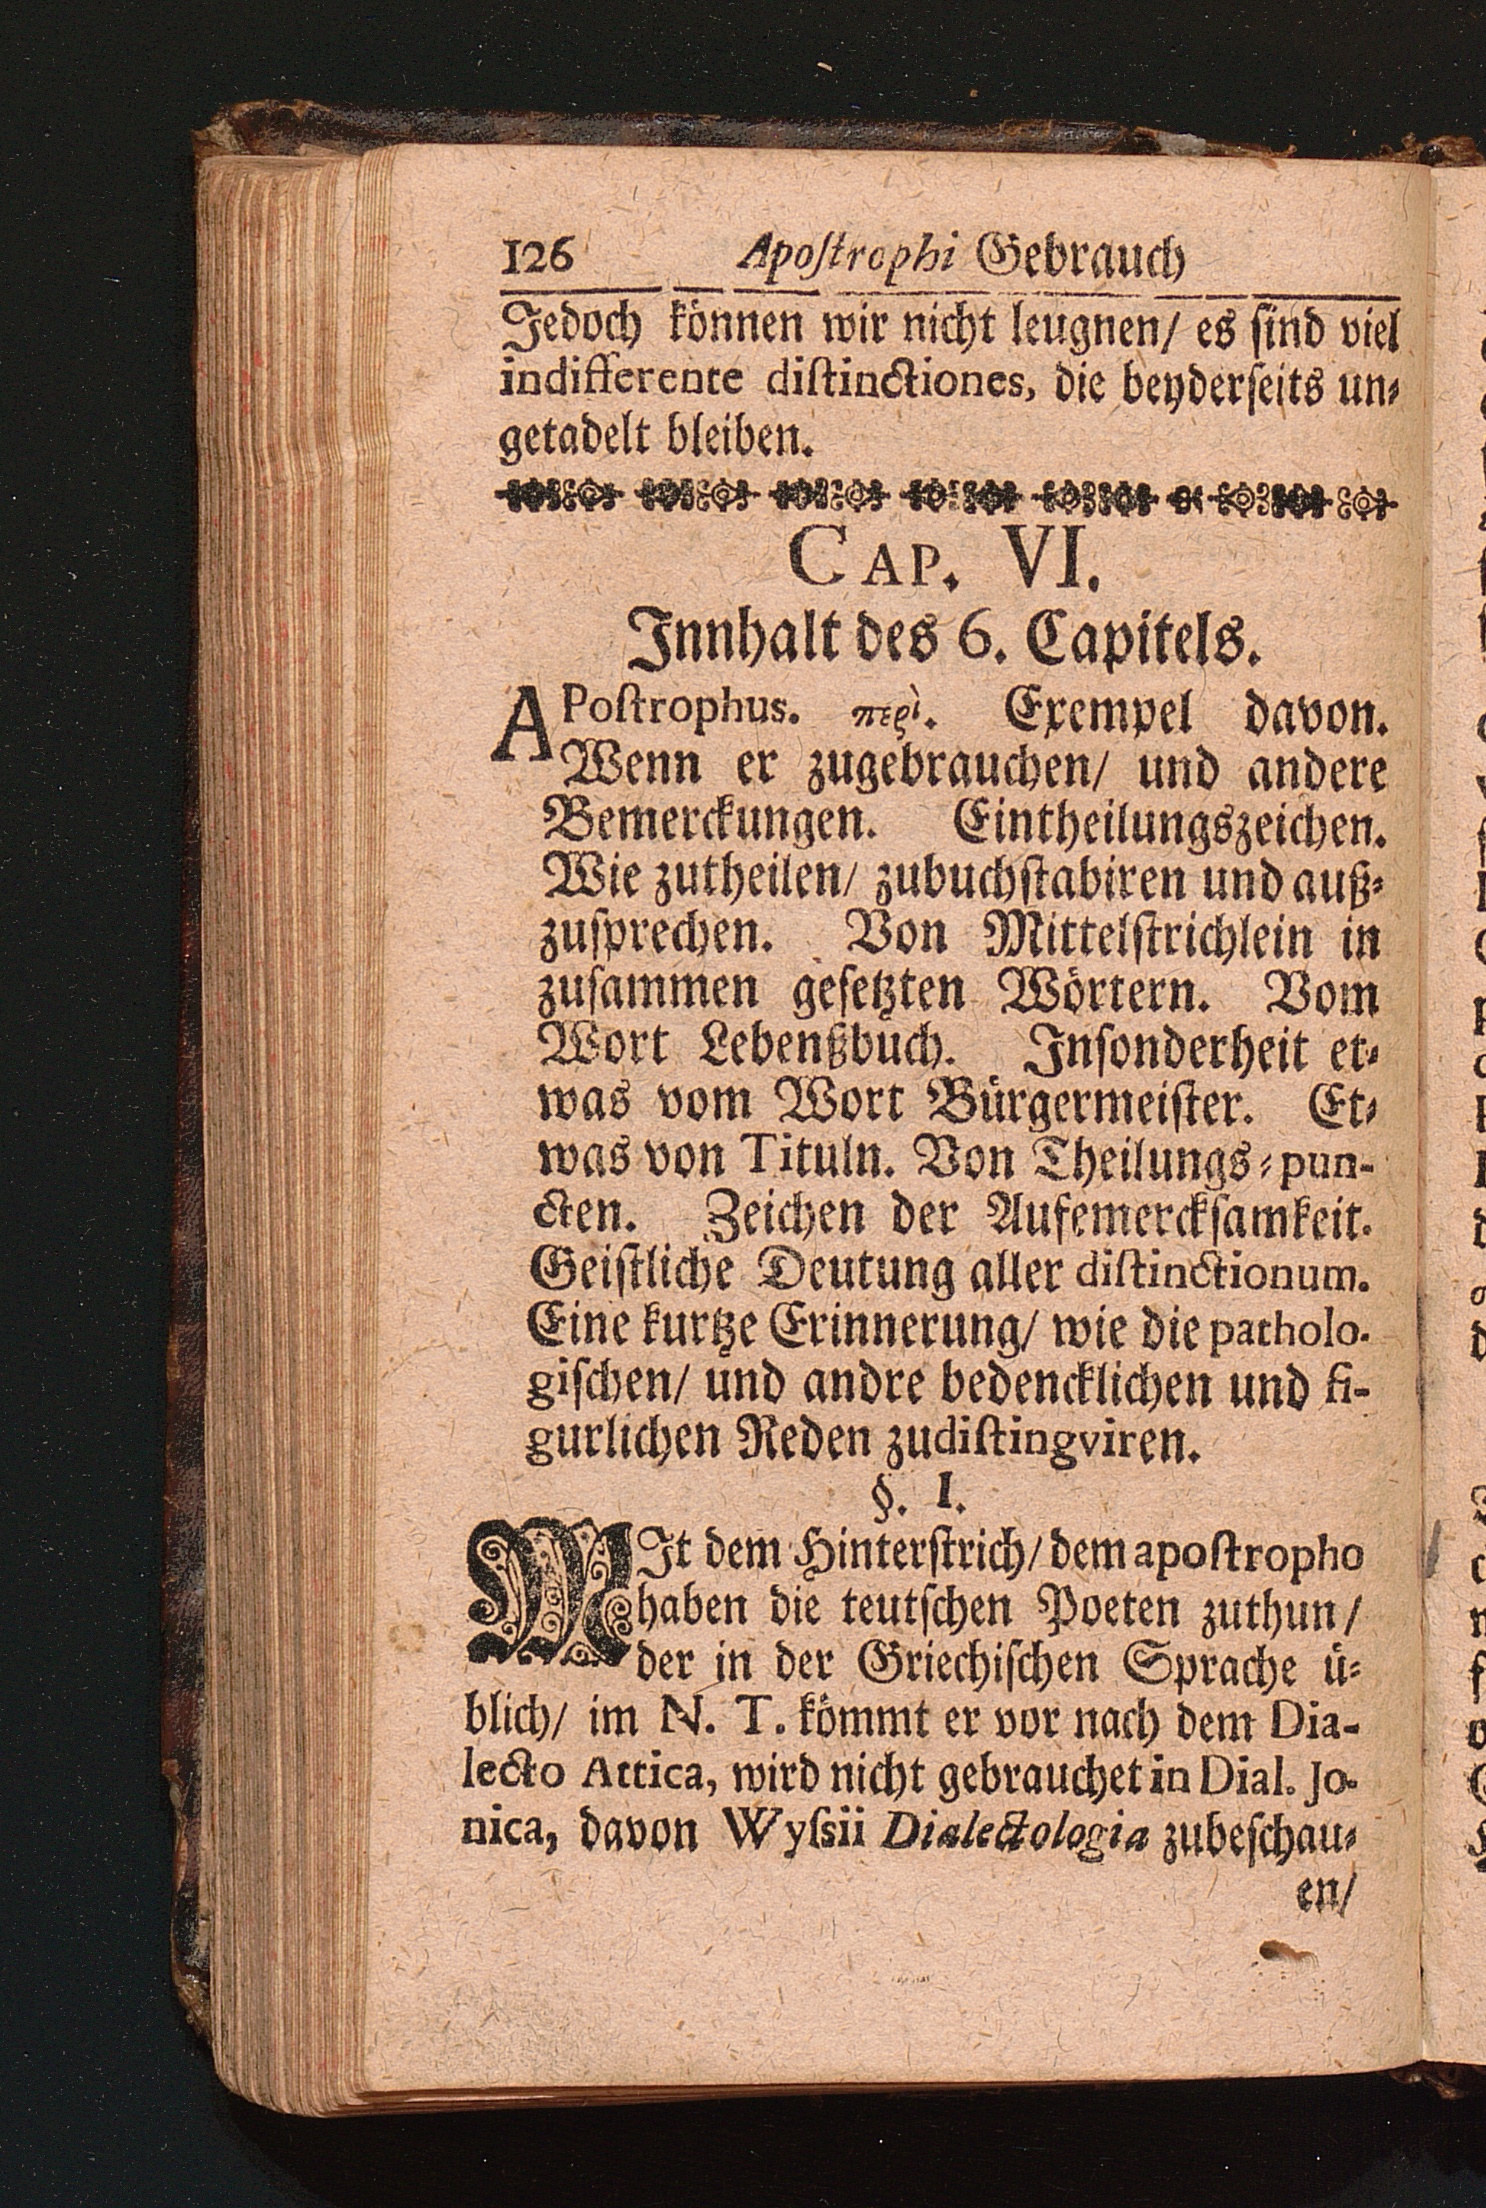 126 Apoſtrophi Gebrauch
Jedoch können wir nicht leugnen/ es ſind viel
indifferente diſtinctiones, die beyderſeits un⸗
getadelt bleiben.
CAP. VI.
Innhalt des 6. Capitels.
APoſtrophus. περὶ. Exempel davon.
Wenn er zugebrauchen/ und andere
Bemerckungen. Eintheilungszeichen.
Wie zutheilen/ zubuchſtabiren und auß⸗
zuſprechen. Von Mittelſtrichlein in
zuſammen geſetzten Wörtern. Vom
Wort Lebenßbuch. Inſonderheit et⸗
was vom Wort Bürgermeiſter. Et⸗
was von Tituln. Von Theilungs⸗pun-
cten. Zeichen der Aufemerckſamkeit.
Geiſtliche Deutung aller diſtinctionum.
Eine kurtze Erinnerung/ wie die patholo-
giſchen/ und andre bedencklichen und fi-
gurlichen Reden zudiſtingviren.
§. I.
MIt dem Hinterſtrich/ dem apoſtropho
haben die teutſchen Poeten zuthun/
der in der Griechiſchen Sprache ü⸗
blich/ im N. T. kömmt er vor nach dem Dia-
lecto Attica, wird nicht gebrauchet in Dial. Jo-
nica, davon Wyſsii Dialectologia zubeſchau⸗
en/